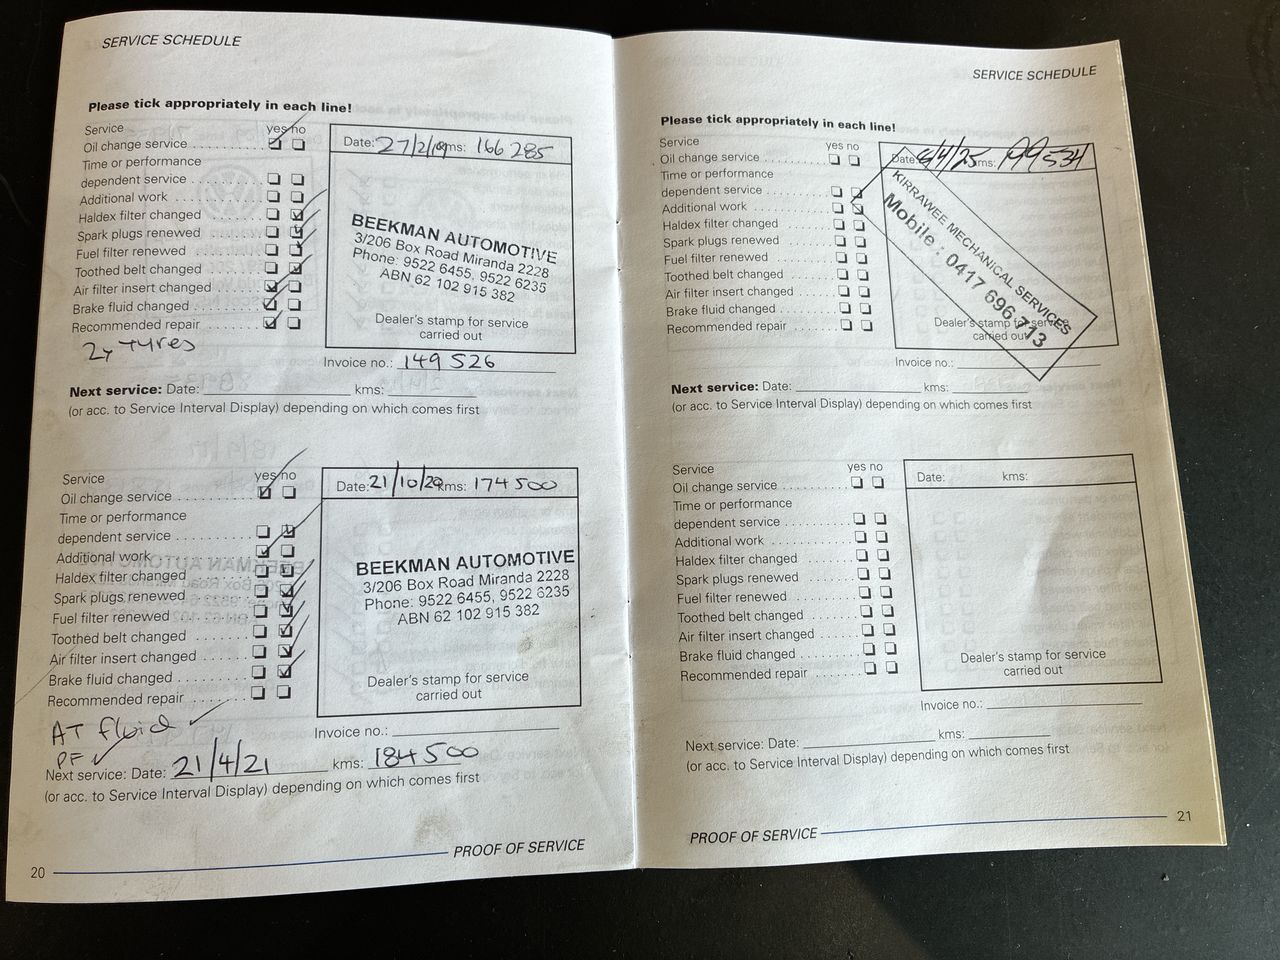 SERVICE SCHEDULE
Please tick appropriately in each line!
Service yes no
Oil change service
Time or performance
dependent service
Additional work
Haldex filter changed
Spark plugs renewed
Fuel filter renewed
Toothed belt changed
Air filter insert changed
Brake fluid changed
Recommended repair
2x Tyres
Date: 27/2/19 kms: 166 285
BEEKMAN AUTOMOTIVE
3/206 Box Road Miranda 2228
Phone: 9522 6455, 9522 6235
ABN 62 102 915 382
Dealer's stamp for service
carried out
Invoice no.: 149 526
Next service: Date: kms:
(or acc. to Service Interval Display) depending on which comes first
Service yes no
Oil change service
Time or performance
dependent service
Additional work
Haldex filter changed
Spark plugs renewed
Fuel filter renewed
Toothed belt changed
Air filter insert changed
Brake fluid changed
Recommended repair
AT fluid
PF
Date: 21/10/20 kms: 174 500
BEEKMAN AUTOMOTIVE
3/206 Box Road Miranda 2228
Phone: 9522 6455, 9522 6235
ABN 62 102 915 382
Dealer's stamp for service
carried out
Invoice no.:
Next service: Date: 21/4/21 kms: 184 500
(or acc. to Service Interval Display) depending on which comes first
PROOF OF SERVICE
20
SERVICE SCHEDULE
Please tick appropriately in each line!
Service yes no
Oil change service
Time or performance
dependent service
Additional work
Haldex filter changed
Spark plugs renewed
Fuel filter renewed
Toothed belt changed
Air filter insert changed
Brake fluid changed
Recommended repair
Date: 8/4/25 kms: 199534
KIRRAWEE MECHANICAL SERVICES
Mobile : 0417 696 713
Dealer's stamp for service
carried out
Invoice no.:
Next service: Date: kms:
(or acc. to Service Interval Display) depending on which comes first
Service yes no
Oil change service
Time or performance
dependent service
Additional work
Haldex filter changed
Spark plugs renewed
Fuel filter renewed
Toothed belt changed
Air filter insert changed
Brake fluid changed
Recommended repair
Date: kms:
Dealer's stamp for service
carried out
Invoice no.:
Next service: Date: kms:
(or acc. to Service Interval Display) depending on which comes first
PROOF OF SERVICE
21